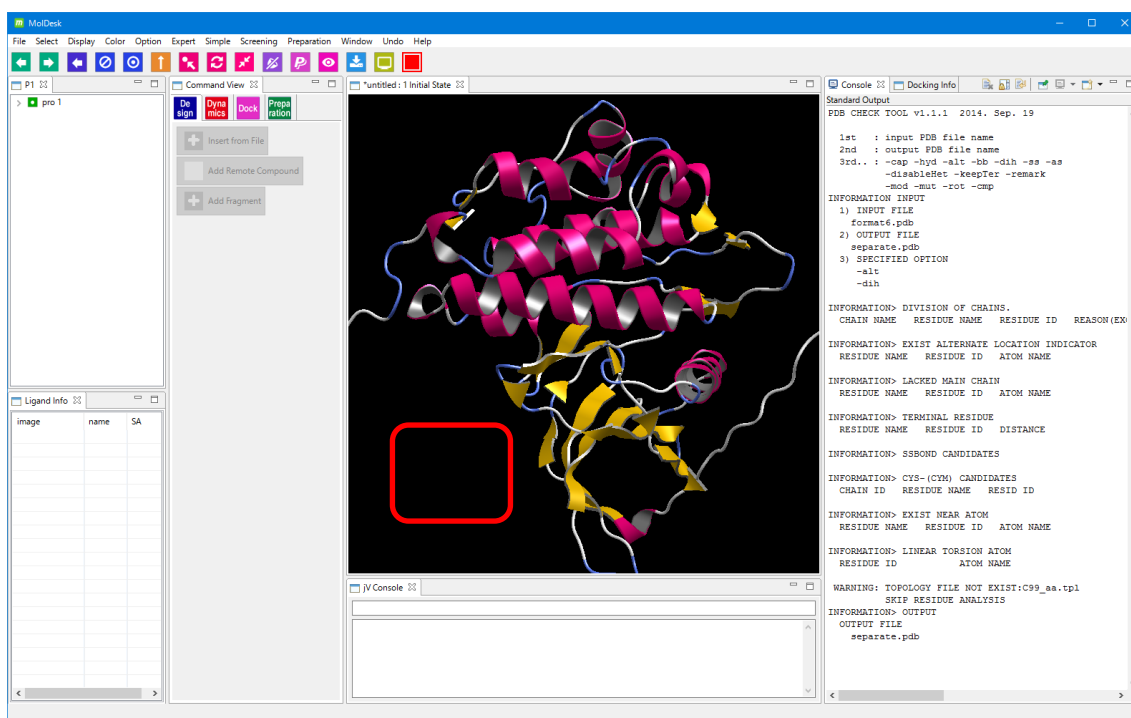 MolDesk
File Select Display Color Option Expert Simple Screening Preparation Window Undo Help
P1
pro 1
Ligand Info
image name SA
Command View
De sign
Dyna mics
Dock
Prepa ration
Insert from File
Add Remote Compound
Add Fragment
*untitled : 1 Initial State
jV Console
Console Docking Info
Standard Output
PDB CHECK TOOL v1.1.1 2014. Sep. 19
1st : input PDB file name
2nd : output PDB file name
3rd.. : -cap -hyd -alt -bb -dih -ss -as
-disableHet -keepTer -remark
-mod -mut -rot -cmp
INFORMATION INPUT
1) INPUT FILE
format6.pdb
2) OUTPUT FILE
separate.pdb
3) SPECIFIED OPTION
-alt
-dih
INFORMATION> DIVISION OF CHAINS.
CHAIN NAME RESIDUE NAME RESIDUE ID REASON(EX
INFORMATION> EXIST ALTERNATE LOCATION INDICATOR
RESIDUE NAME RESIDUE ID ATOM NAME
INFORMATION> LACKED MAIN CHAIN
RESIDUE NAME RESIDUE ID ATOM NAME
INFORMATION> TERMINAL RESIDUE
RESIDUE NAME RESIDUE ID DISTANCE
INFORMATION> SSBOND CANDIDATES
INFORMATION> CYS-(CYM) CANDIDATES
CHAIN ID RESIDUE NAME RESID ID
INFORMATION> EXIST NEAR ATOM
RESIDUE NAME RESIDUE ID ATOM NAME
INFORMATION> LINEAR TORSION ATOM
RESIDUE ID ATOM NAME
WARNING: TOPOLOGY FILE NOT EXIST:C99_aa.tpl
SKIP RESIDUE ANALYSIS
INFORMATION> OUTPUT
OUTPUT FILE
separate.pdb